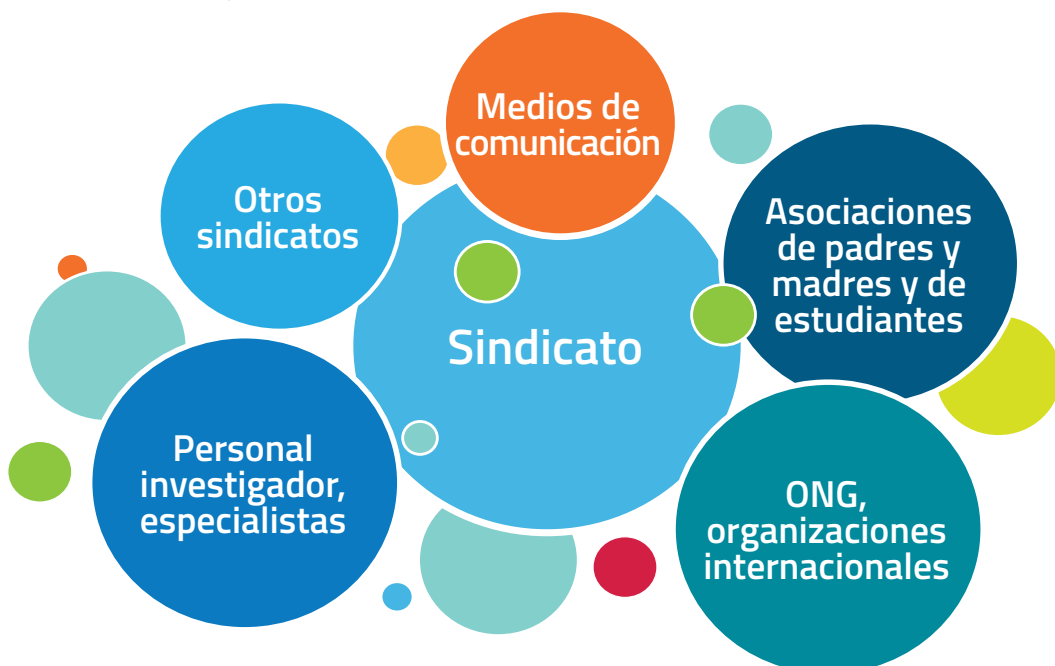 Medios de
comunicación
Otros
sindicatos
Asociaciones
de padres y
madres y de
estudiantes
Sindicato
Personal
investigador,
especialistas
ONG,
organizaciones
internacionales